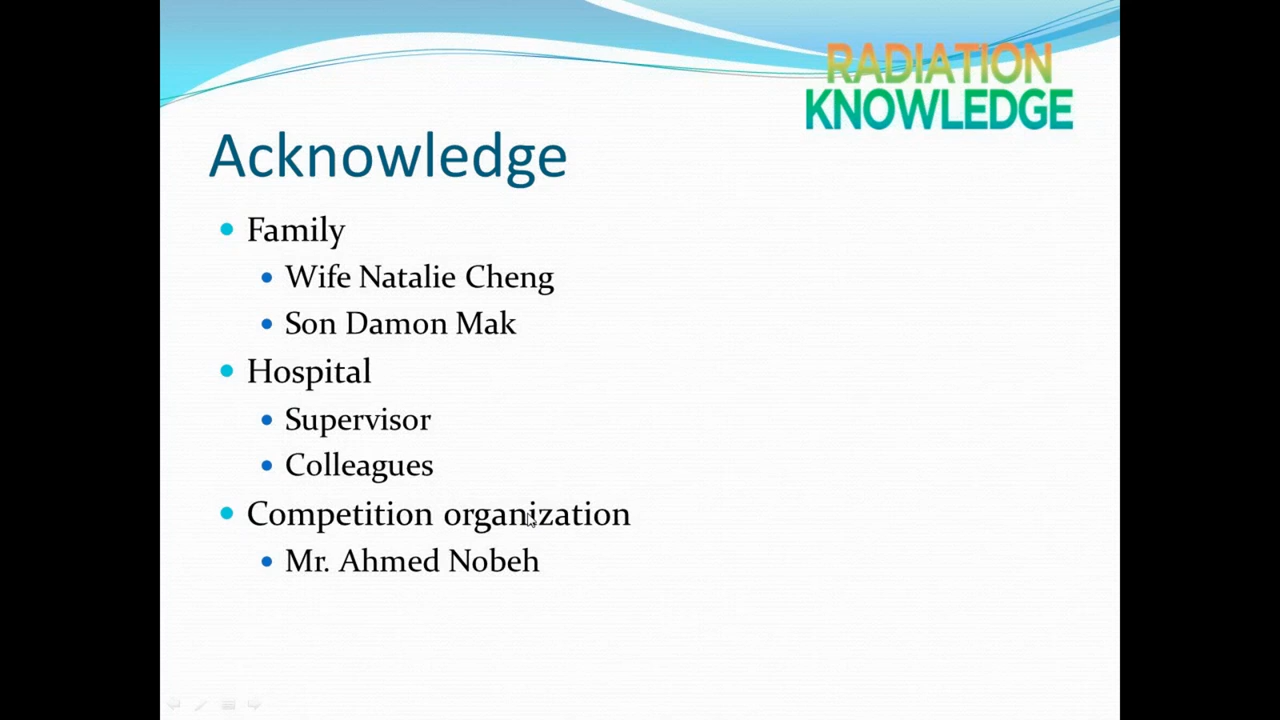 RADIATION
KNOWLEDGE
Acknowledge
Family
Wife Natalie Cheng
Son Damon Mak
Hospital
Supervisor
Colleagues
Competition organization
Mr. Ahmed Nobeh